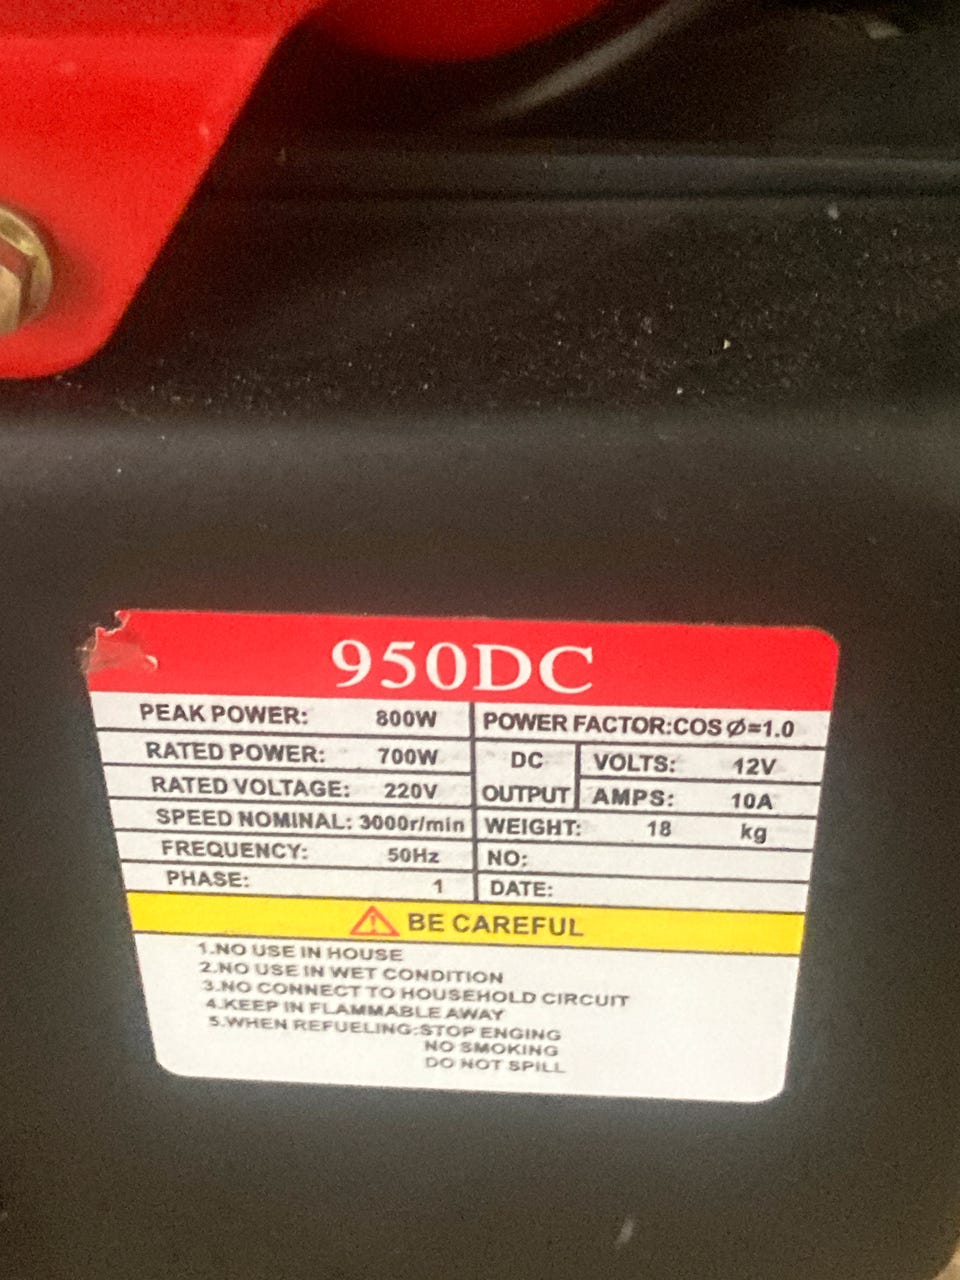 950DC
PEAK POWER: 800W
RATED POWER: 700W
RATED VOLTAGE: 220V
SPEED NOMINAL: 3000r/min
FREQUENCY: 50Hz
PHASE: 1
POWER FACTOR:COS Ø=1.0
DC OUTPUT
VOLTS: 12V
AMPS: 10A
WEIGHT: 18 kg
NO:
DATE:
BE CAREFUL
1.NO USE IN HOUSE
2.NO USE IN WET CONDITION
3.NO CONNECT TO HOUSEHOLD CIRCUIT
4.KEEP IN FLAMMABLE AWAY
5.WHEN REFUELING:STOP ENGING
NO SMOKING
DO NOT SPILL